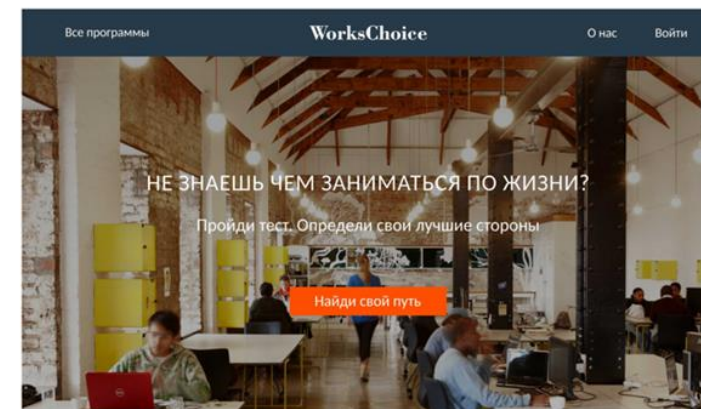 Все программы
WorksChoice
О нас
Войти
НЕ ЗНАЕШЬ ЧЕМ ЗАНИМАТЬСЯ ПО ЖИЗНИ?
Пройди тест. Определи свои лучшие стороны
Найди свой путь